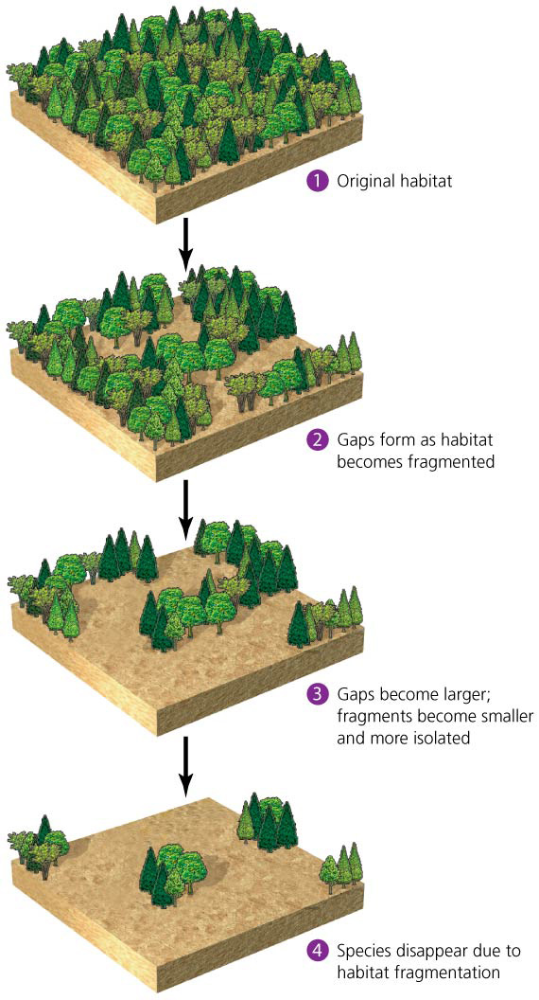 1 Original habitat
2 Gaps form as habitat
becomes fragmented
3 Gaps become larger;
fragments become smaller
and more isolated
4 Species disappear due to
habitat fragmentation